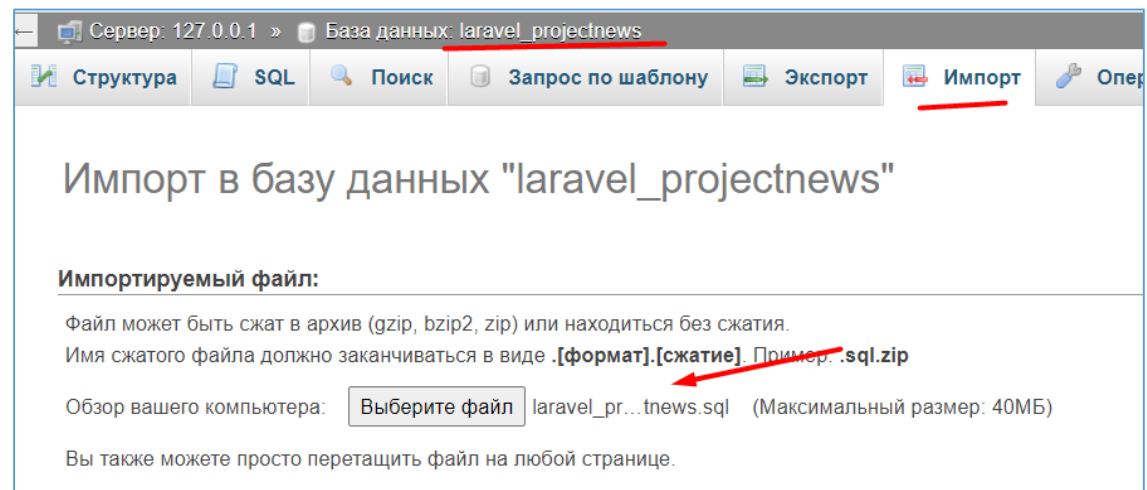 ← Сервер: 127.0.0.1 » База данных: laravel_projectnews
Структура SQL Поиск Запрос по шаблону Экспорт Импорт Опер
Импорт в базу данных "laravel_projectnews"
Импортируемый файл:
Файл может быть сжат в архив (gzip, bzip2, zip) или находиться без сжатия.
Имя сжатого файла должно заканчиваться в виде .[формат].[сжатие]. Пример: .sql.zip
Обзор вашего компьютера: Выберите файл laravel_pr...tnews.sql (Максимальный размер: 40МБ)
Вы также можете просто перетащить файл на любой странице.